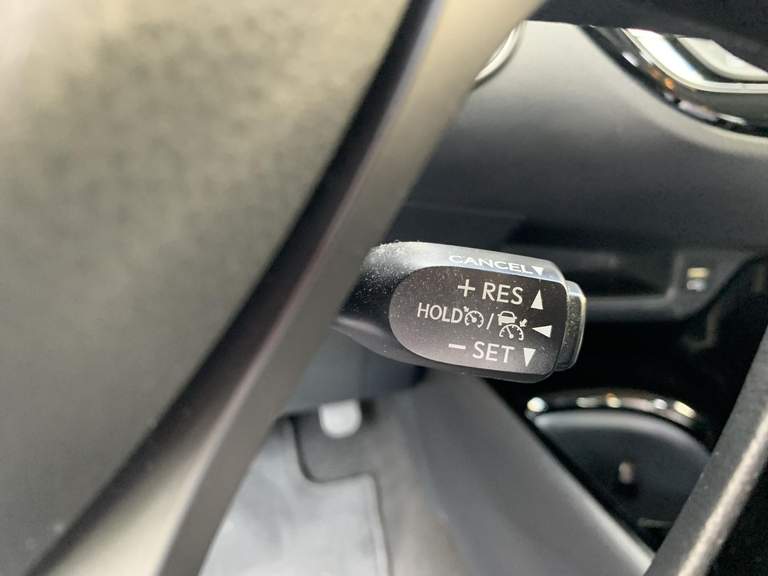 CANCEL▼
+ RES ▲
HOLD / ◄
− SET ▼